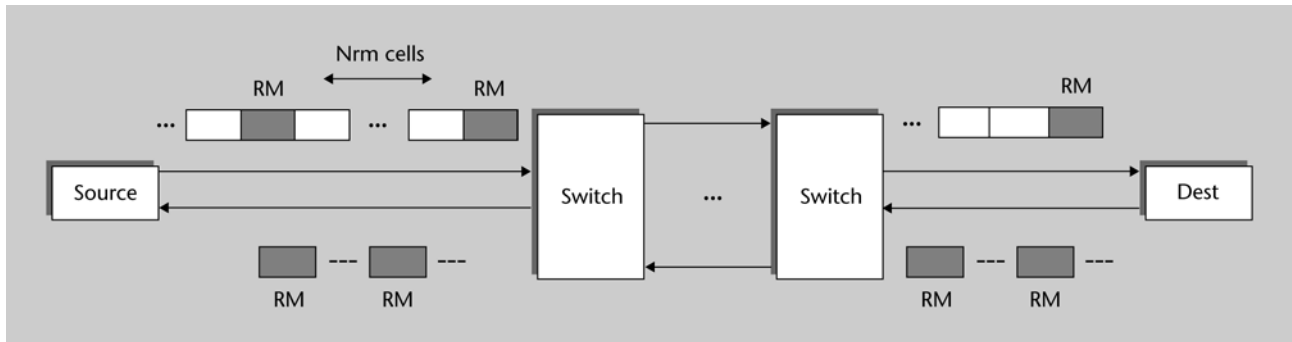 Nrm cells
RM
RM
RM
...
...
...
Source
Switch
...
Switch
Dest
--- ---
--- ---
RM
RM
RM
RM